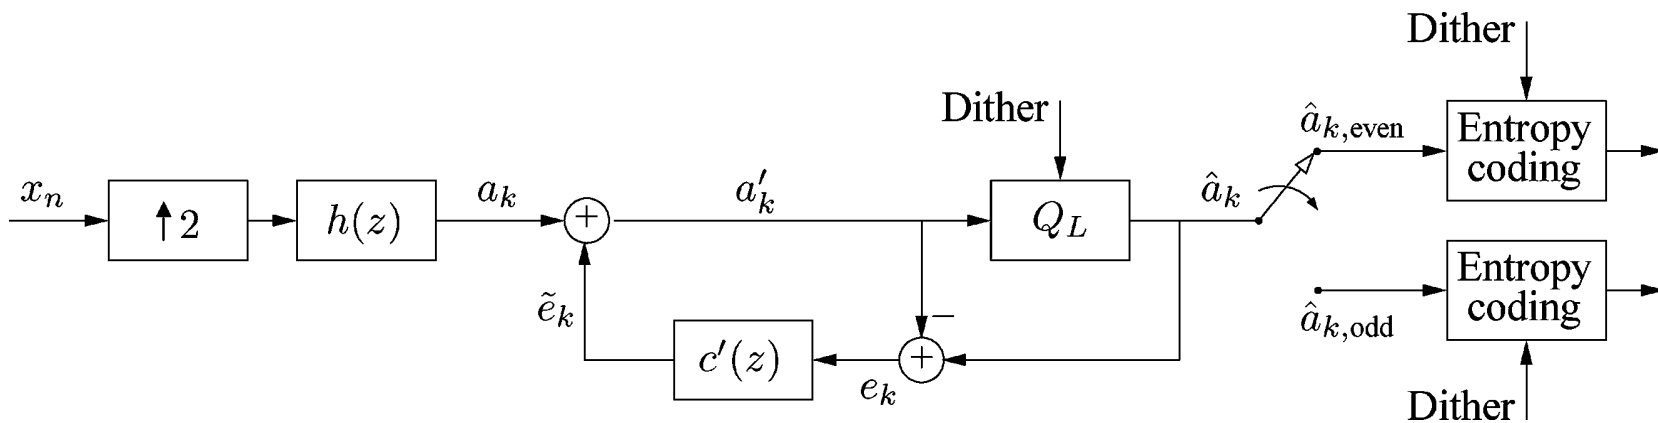 Dither
Dither
â_k,even
Entropy
coding
x_n
↑2
h(z)
a_k
+
a′_k
Q_L
â_k
Entropy
coding
ẽ_k
−
â_k,odd
c′(z)
+
e_k
Dither